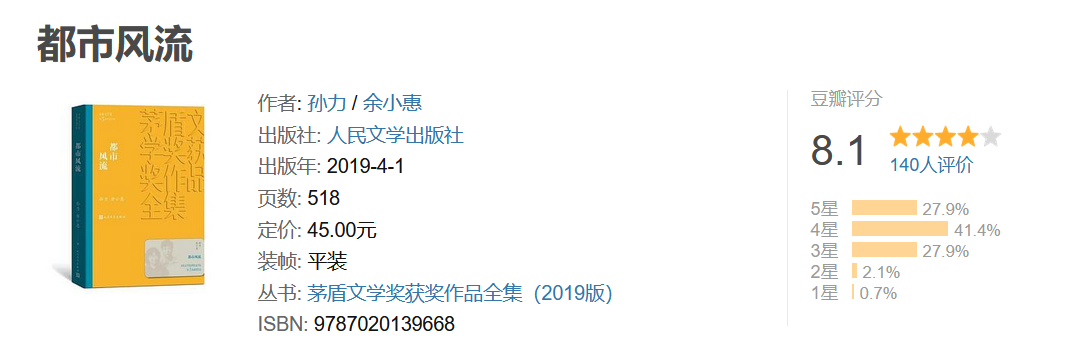 都市风流
茅盾文学奖获奖作品全集
都市风流
都市风流
作者: 孙力 / 余小惠
出版社: 人民文学出版社
出版年: 2019-4-1
页数: 518
定价: 45.00元
装帧: 平装
丛书: 茅盾文学奖获奖作品全集（2019版）
ISBN: 9787020139668
豆瓣评分
8.1
140人评价
5星 27.9%
4星 41.4%
3星 27.9%
2星 2.1%
1星 0.7%